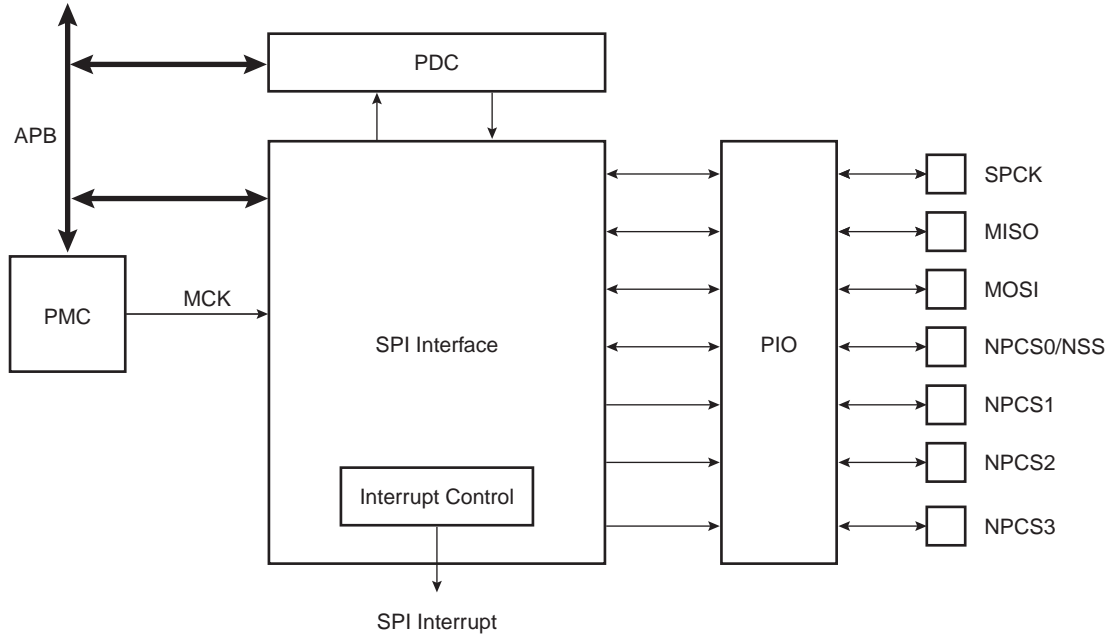 PDC
APB
SPCK
MISO
MCK
MOSI
PMC
SPI Interface
PIO
NPCS0/NSS
NPCS1
NPCS2
Interrupt Control
NPCS3
SPI Interrupt